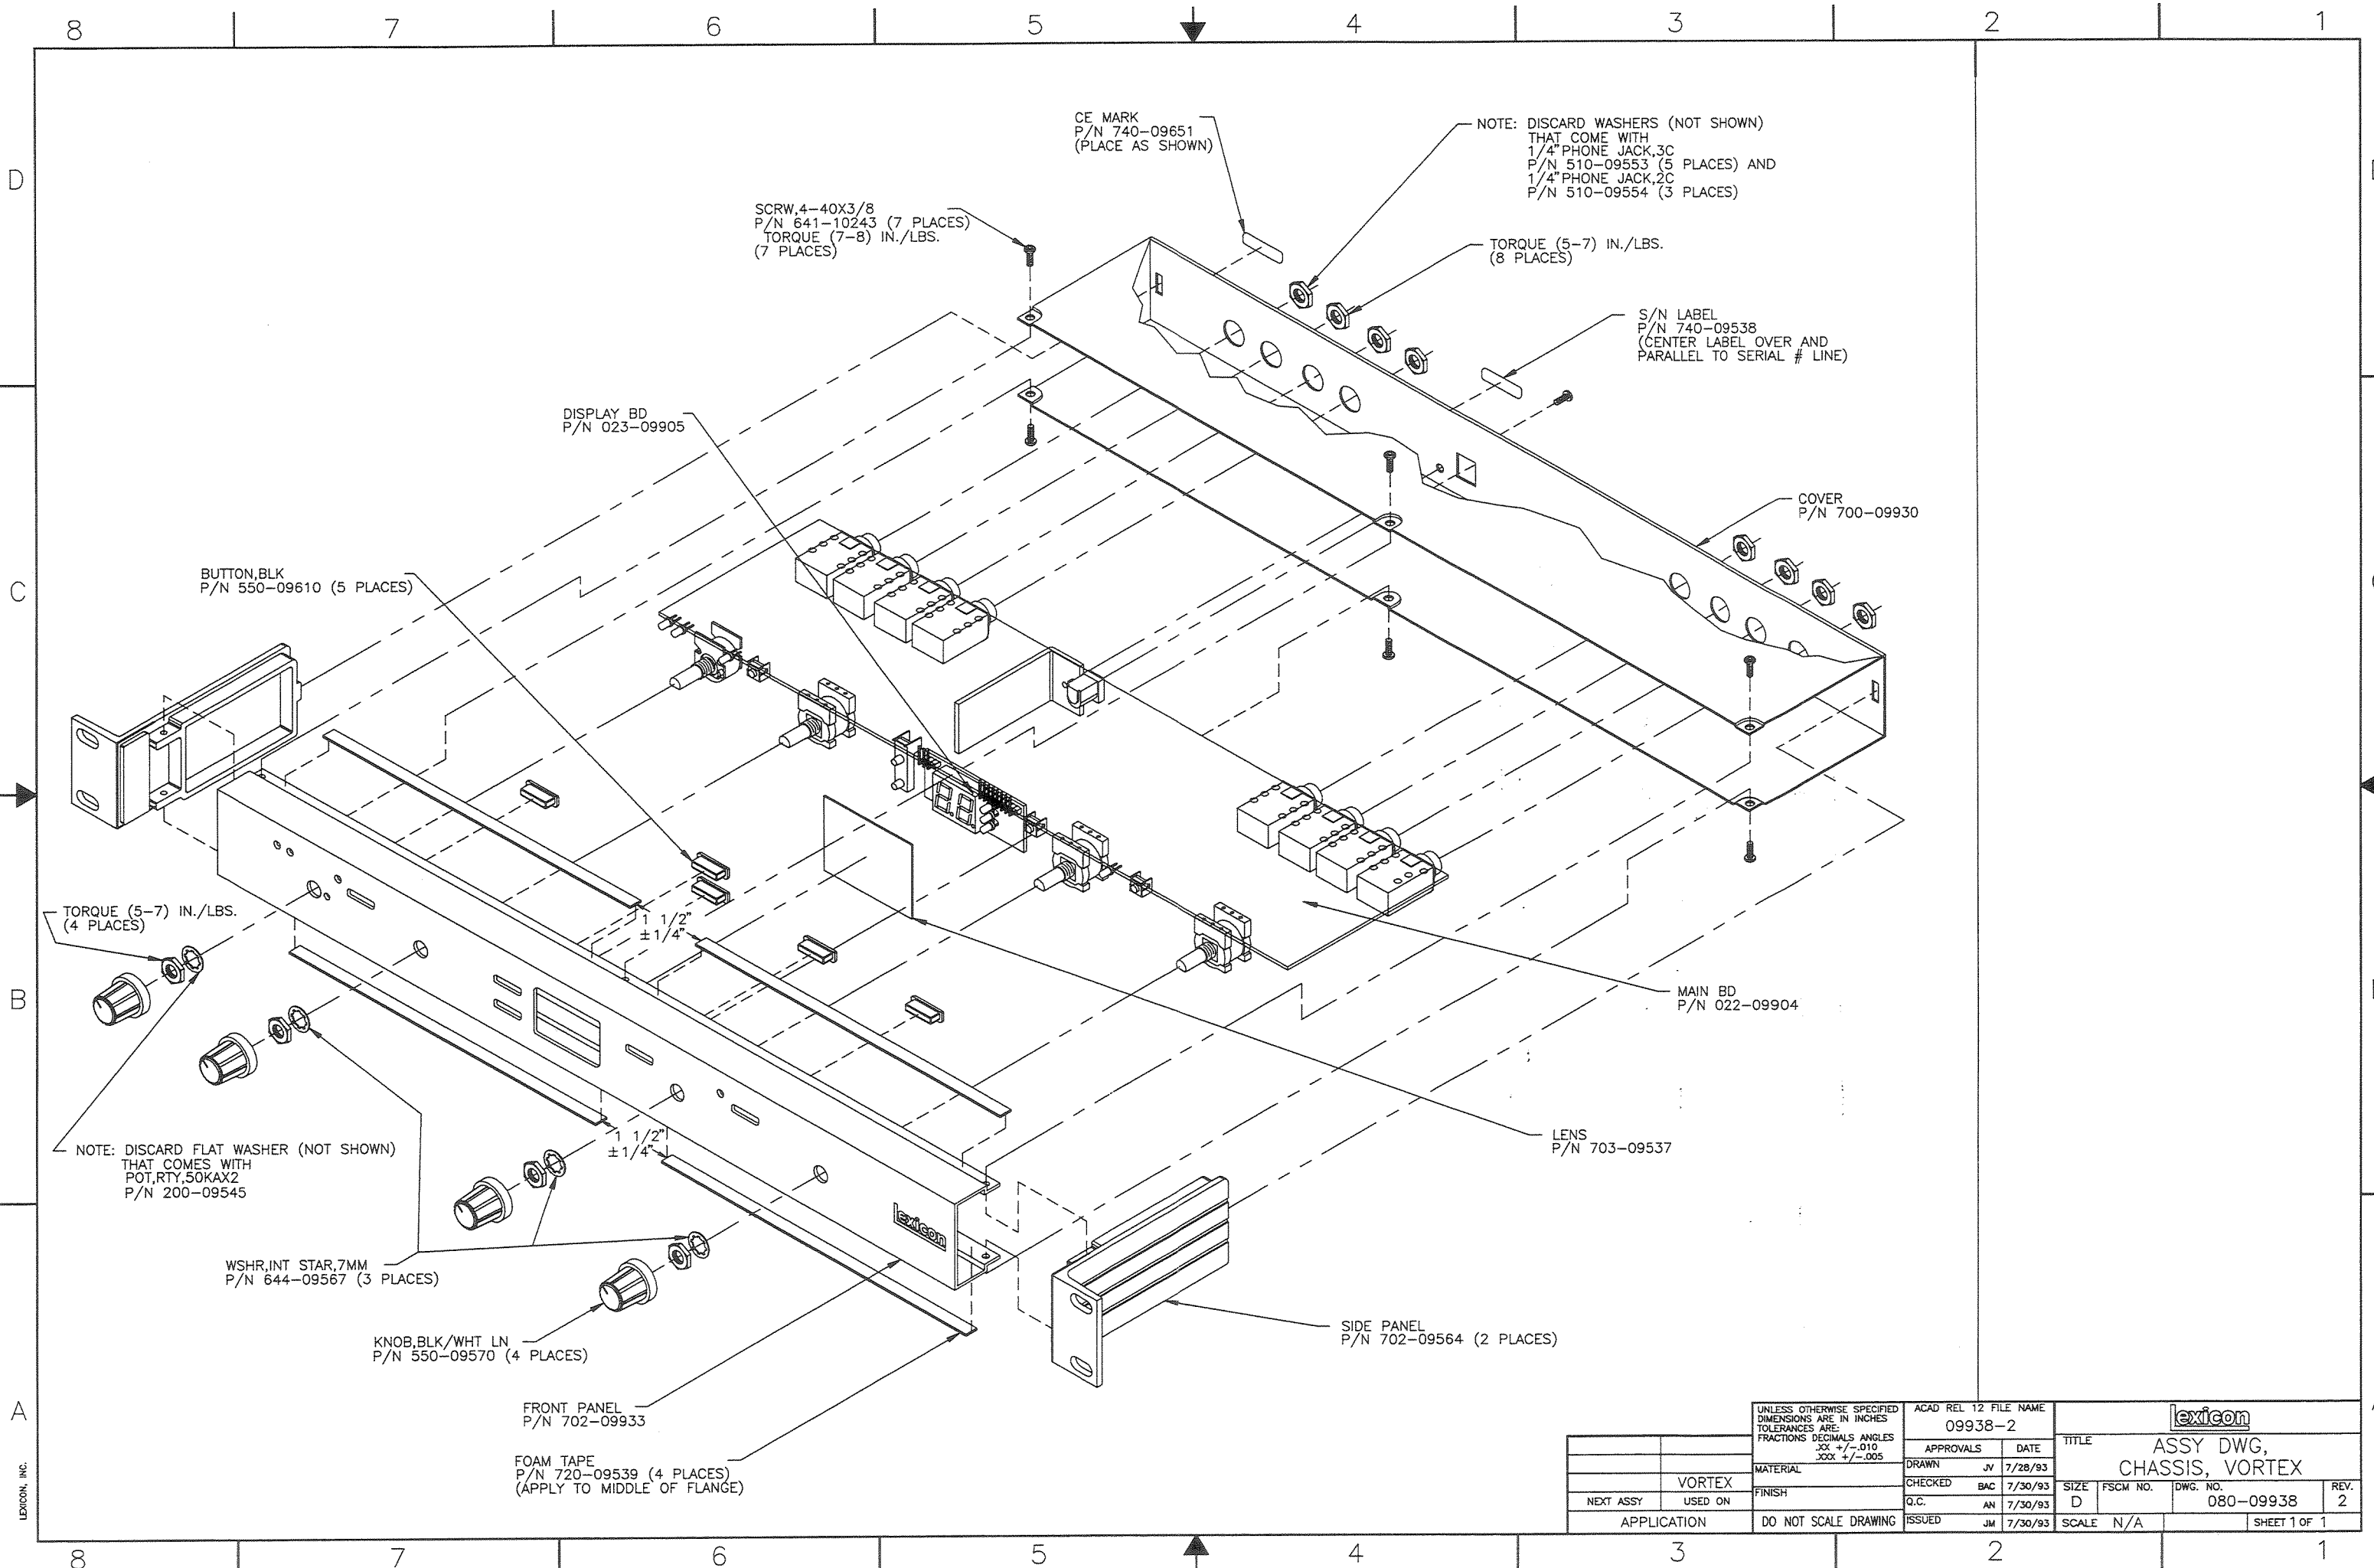 8 7 6 5 4 3 2 1
D
C
B
A
CE MARK
P/N 740-09651
(PLACE AS SHOWN)
NOTE: DISCARD WASHERS (NOT SHOWN)
THAT COME WITH
1/4"PHONE JACK,3C
P/N 510-09553 (5 PLACES) AND
1/4"PHONE JACK,2C
P/N 510-09554 (3 PLACES)
SCRW,4-40X3/8
P/N 641-10243 (7 PLACES)
TORQUE (7-8) IN./LBS.
(7 PLACES)
TORQUE (5-7) IN./LBS.
(8 PLACES)
S/N LABEL
P/N 740-09538
(CENTER LABEL OVER AND
PARALLEL TO SERIAL # LINE)
DISPLAY BD
P/N 023-09905
COVER
P/N 700-09930
BUTTON,BLK
P/N 550-09610 (5 PLACES)
TORQUE (5-7) IN./LBS.
(4 PLACES)
1 1/2"
±1/4"
MAIN BD
P/N 022-09904
1 1/2"
±1/4"
LENS
P/N 703-09537
NOTE: DISCARD FLAT WASHER (NOT SHOWN)
THAT COMES WITH
POT,RTY,50KAX2
P/N 200-09545
lexicon
WSHR,INT STAR,7MM
P/N 644-09567 (3 PLACES)
KNOB,BLK/WHT LN
P/N 550-09570 (4 PLACES)
SIDE PANEL
P/N 702-09564 (2 PLACES)
FRONT PANEL
P/N 702-09933
FOAM TAPE
P/N 720-09539 (4 PLACES)
(APPLY TO MIDDLE OF FLANGE)
LEXICON, INC.
VORTEX
NEXT ASSY USED ON
APPLICATION
UNLESS OTHERWISE SPECIFIED
DIMENSIONS ARE IN INCHES
TOLERANCES ARE:
FRACTIONS DECIMALS ANGLES
.XX +/-.010
.XXX +/-.005
MATERIAL
FINISH
DO NOT SCALE DRAWING
ACAD REL 12 FILE NAME
09938-2
APPROVALS DATE
DRAWN JV 7/28/93
CHECKED BAC 7/30/93
Q.C. AN 7/30/93
ISSUED JM 7/30/93
lexicon
TITLE ASSY DWG,
CHASSIS, VORTEX
SIZE FSCM NO. DWG. NO. REV.
D 080-09938 2
SCALE N/A SHEET 1 OF 1
8 7 6 5 4 3 2 1